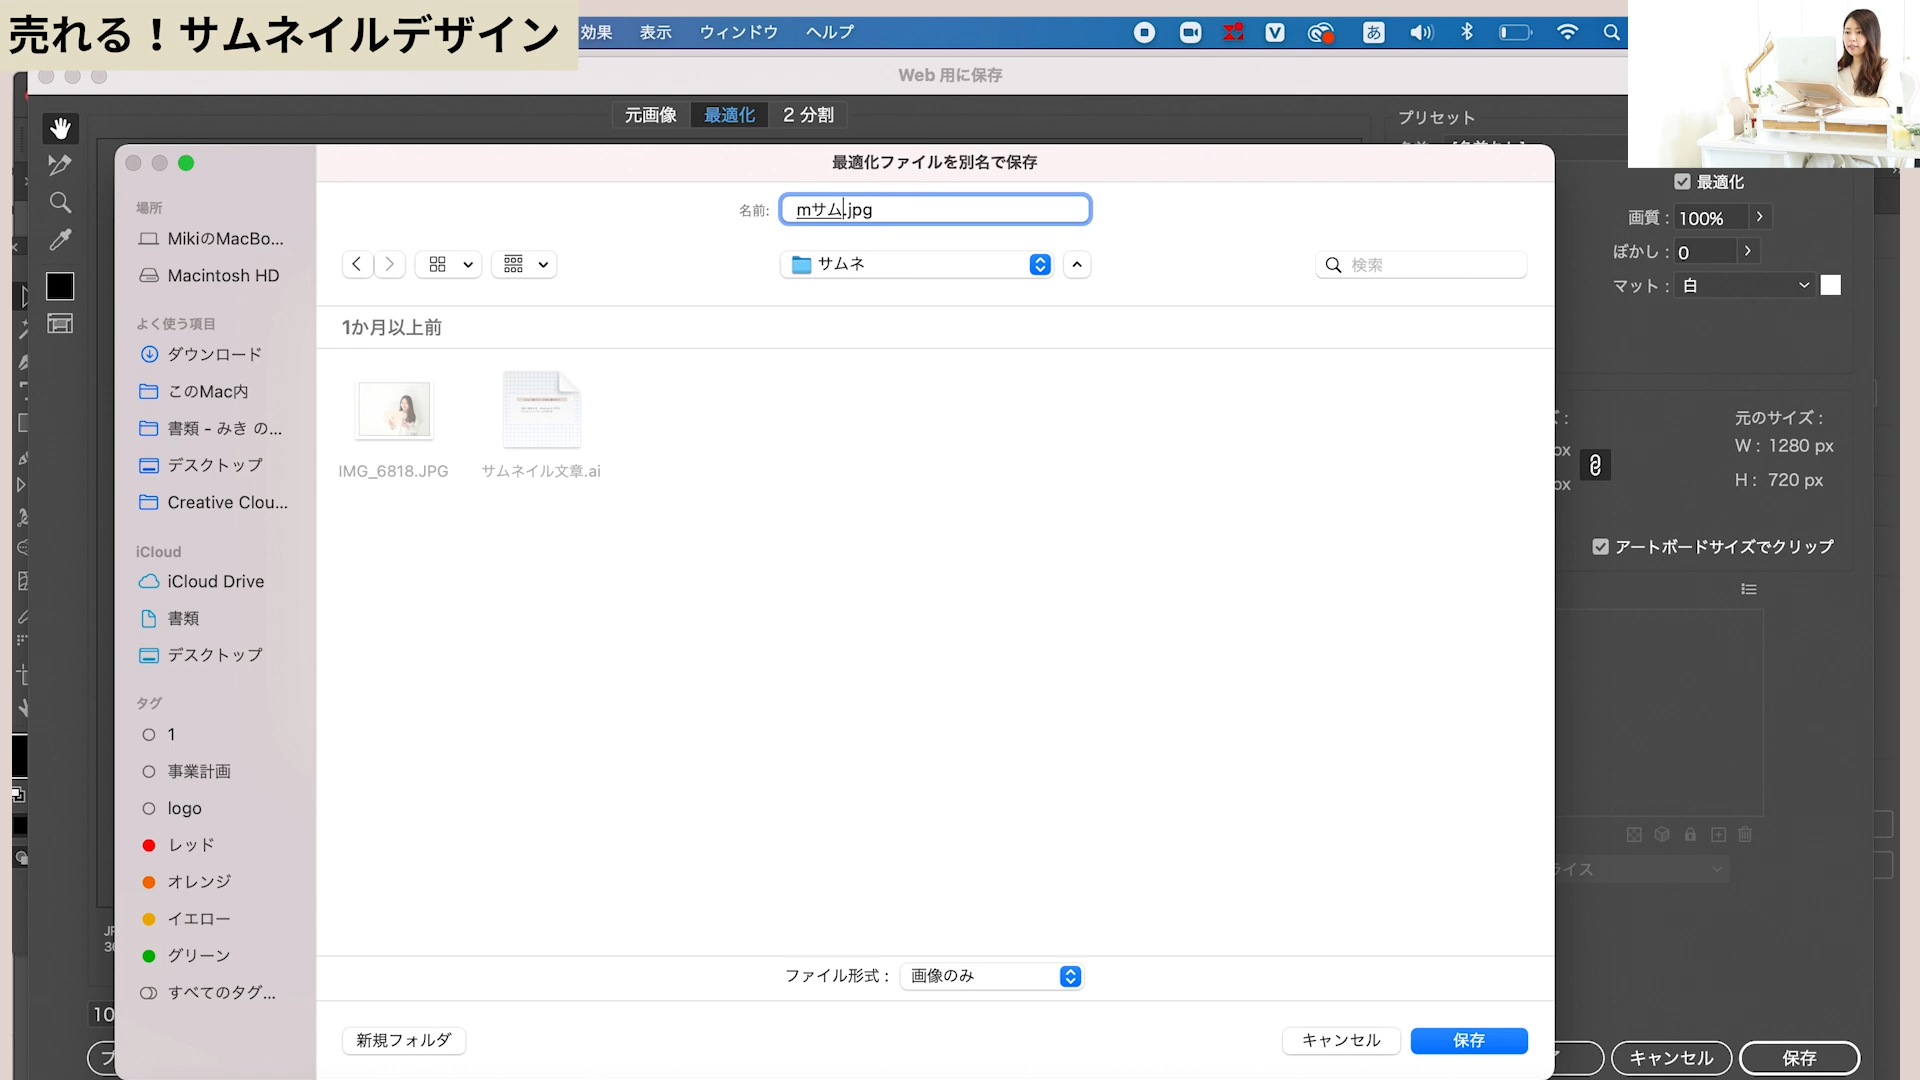 売れる！サムネイルデザイン
効果 表示 ウィンドウ ヘルプ
あ
Web 用に保存
元画像 最適化 2 分割
プリセット
最適化ファイルを別名で保存
名前: mサム.jpg
サムネ
検索
1か月以上前
IMG_6818.JPG
サムネイル文章.ai
場所
MikiのMacBo...
Macintosh HD
よく使う項目
ダウンロード
このMac内
書類 - みき の...
デスクトップ
Creative Clou...
iCloud
iCloud Drive
書類
デスクトップ
タグ
1
事業計画
logo
レッド
オレンジ
イエロー
グリーン
すべてのタグ...
ファイル形式： 画像のみ
新規フォルダ
キャンセル
保存
最適化
画質： 100%
ぼかし： 0
マット： 白
元のサイズ：
W： 1280 px
H： 720 px
アートボードサイズでクリップ
キャンセル
保存